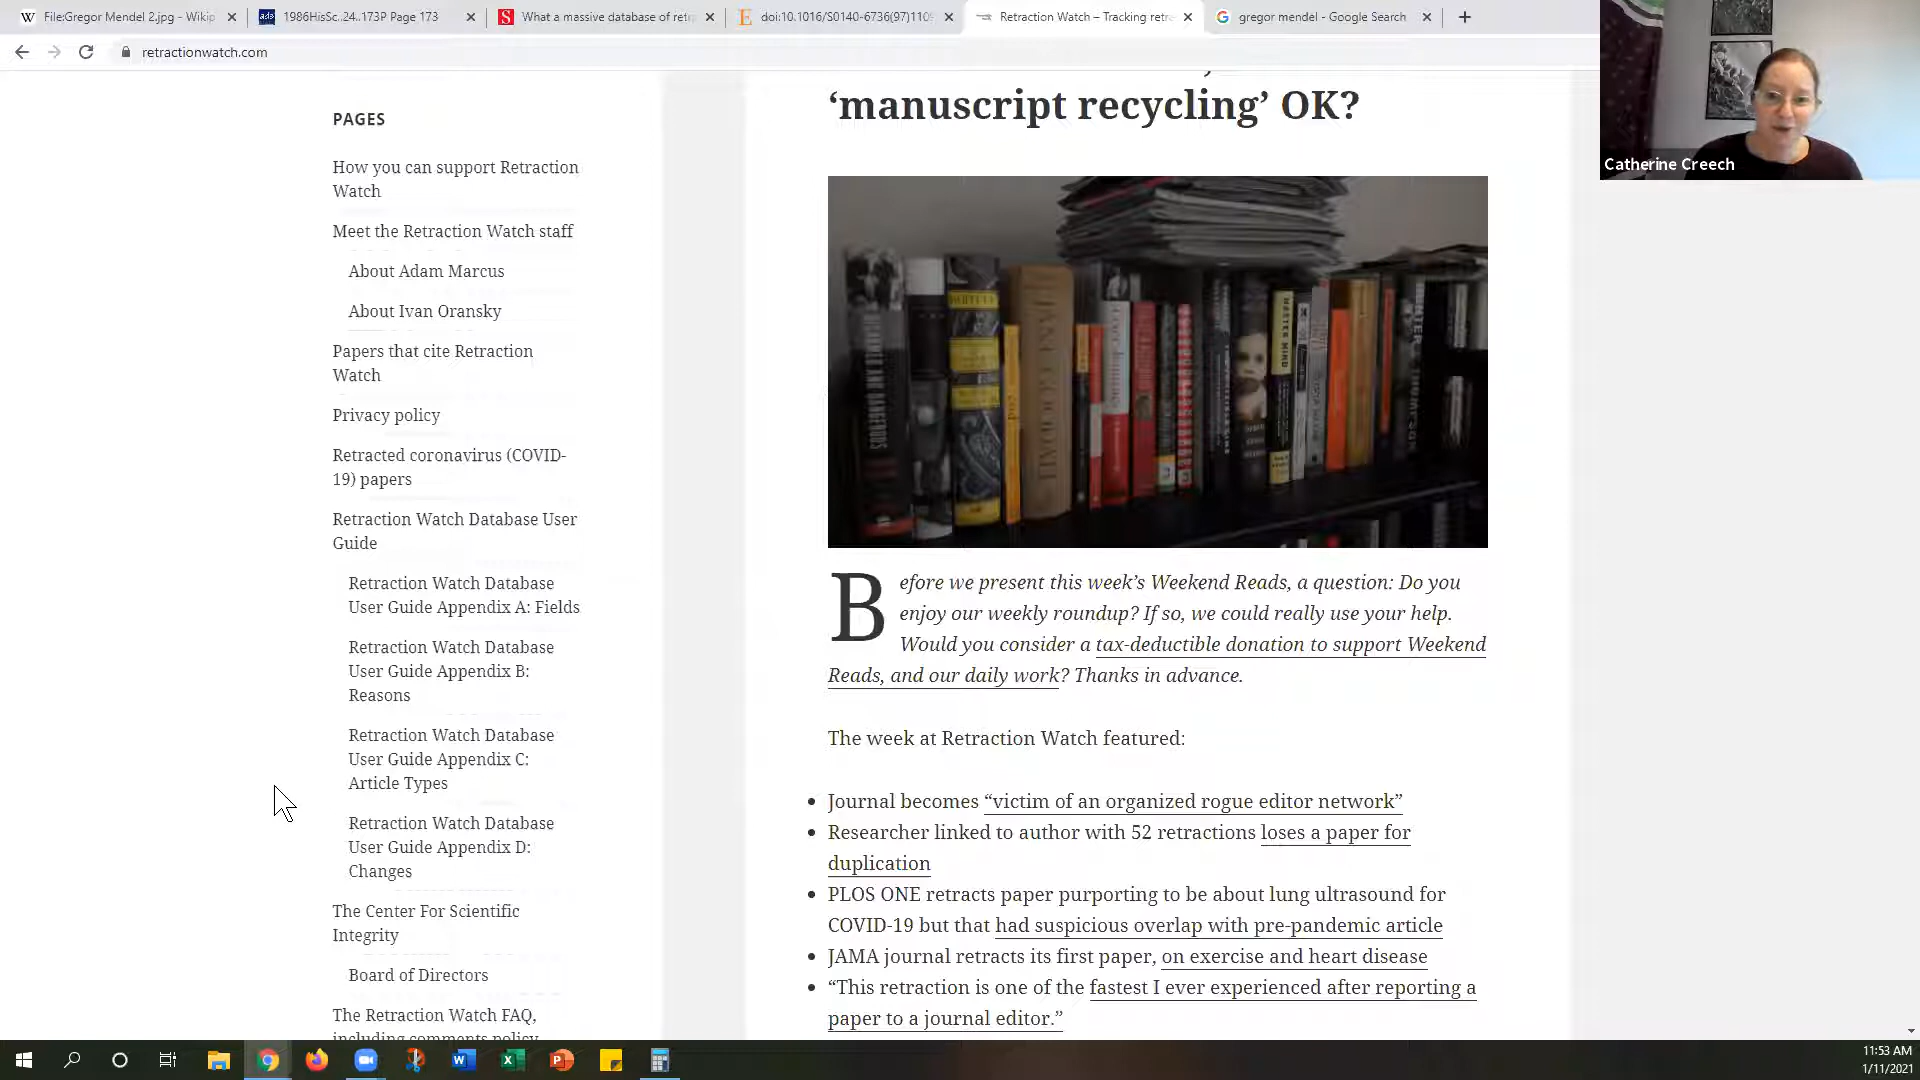 File:Gregor Mendel 2.jpg - Wikip
1986HisSc..24..173P Page 173
What a massive database of retr
doi:10.1016/S0140-6736(97)110
Retraction Watch – Tracking retra
gregor mendel - Google Search
retractionwatch.com
Catherine Creech
PAGES
How you can support Retraction
Watch
Meet the Retraction Watch staff
About Adam Marcus
About Ivan Oransky
Papers that cite Retraction
Watch
Privacy policy
Retracted coronavirus (COVID-
19) papers
Retraction Watch Database User
Guide
Retraction Watch Database
User Guide Appendix A: Fields
Retraction Watch Database
User Guide Appendix B:
Reasons
Retraction Watch Database
User Guide Appendix C:
Article Types
Retraction Watch Database
User Guide Appendix D:
Changes
The Center For Scientific
Integrity
Board of Directors
The Retraction Watch FAQ,
including comments policy
‘manuscript recycling’ OK?
Before we present this week’s Weekend Reads, a question: Do you
enjoy our weekly roundup? If so, we could really use your help.
Would you consider a tax-deductible donation to support Weekend
Reads, and our daily work? Thanks in advance.
The week at Retraction Watch featured:
Journal becomes “victim of an organized rogue editor network”
Researcher linked to author with 52 retractions loses a paper for
duplication
PLOS ONE retracts paper purporting to be about lung ultrasound for
COVID-19 but that had suspicious overlap with pre-pandemic article
JAMA journal retracts its first paper, on exercise and heart disease
“This retraction is one of the fastest I ever experienced after reporting a
paper to a journal editor.”
11:53 AM
1/11/2021